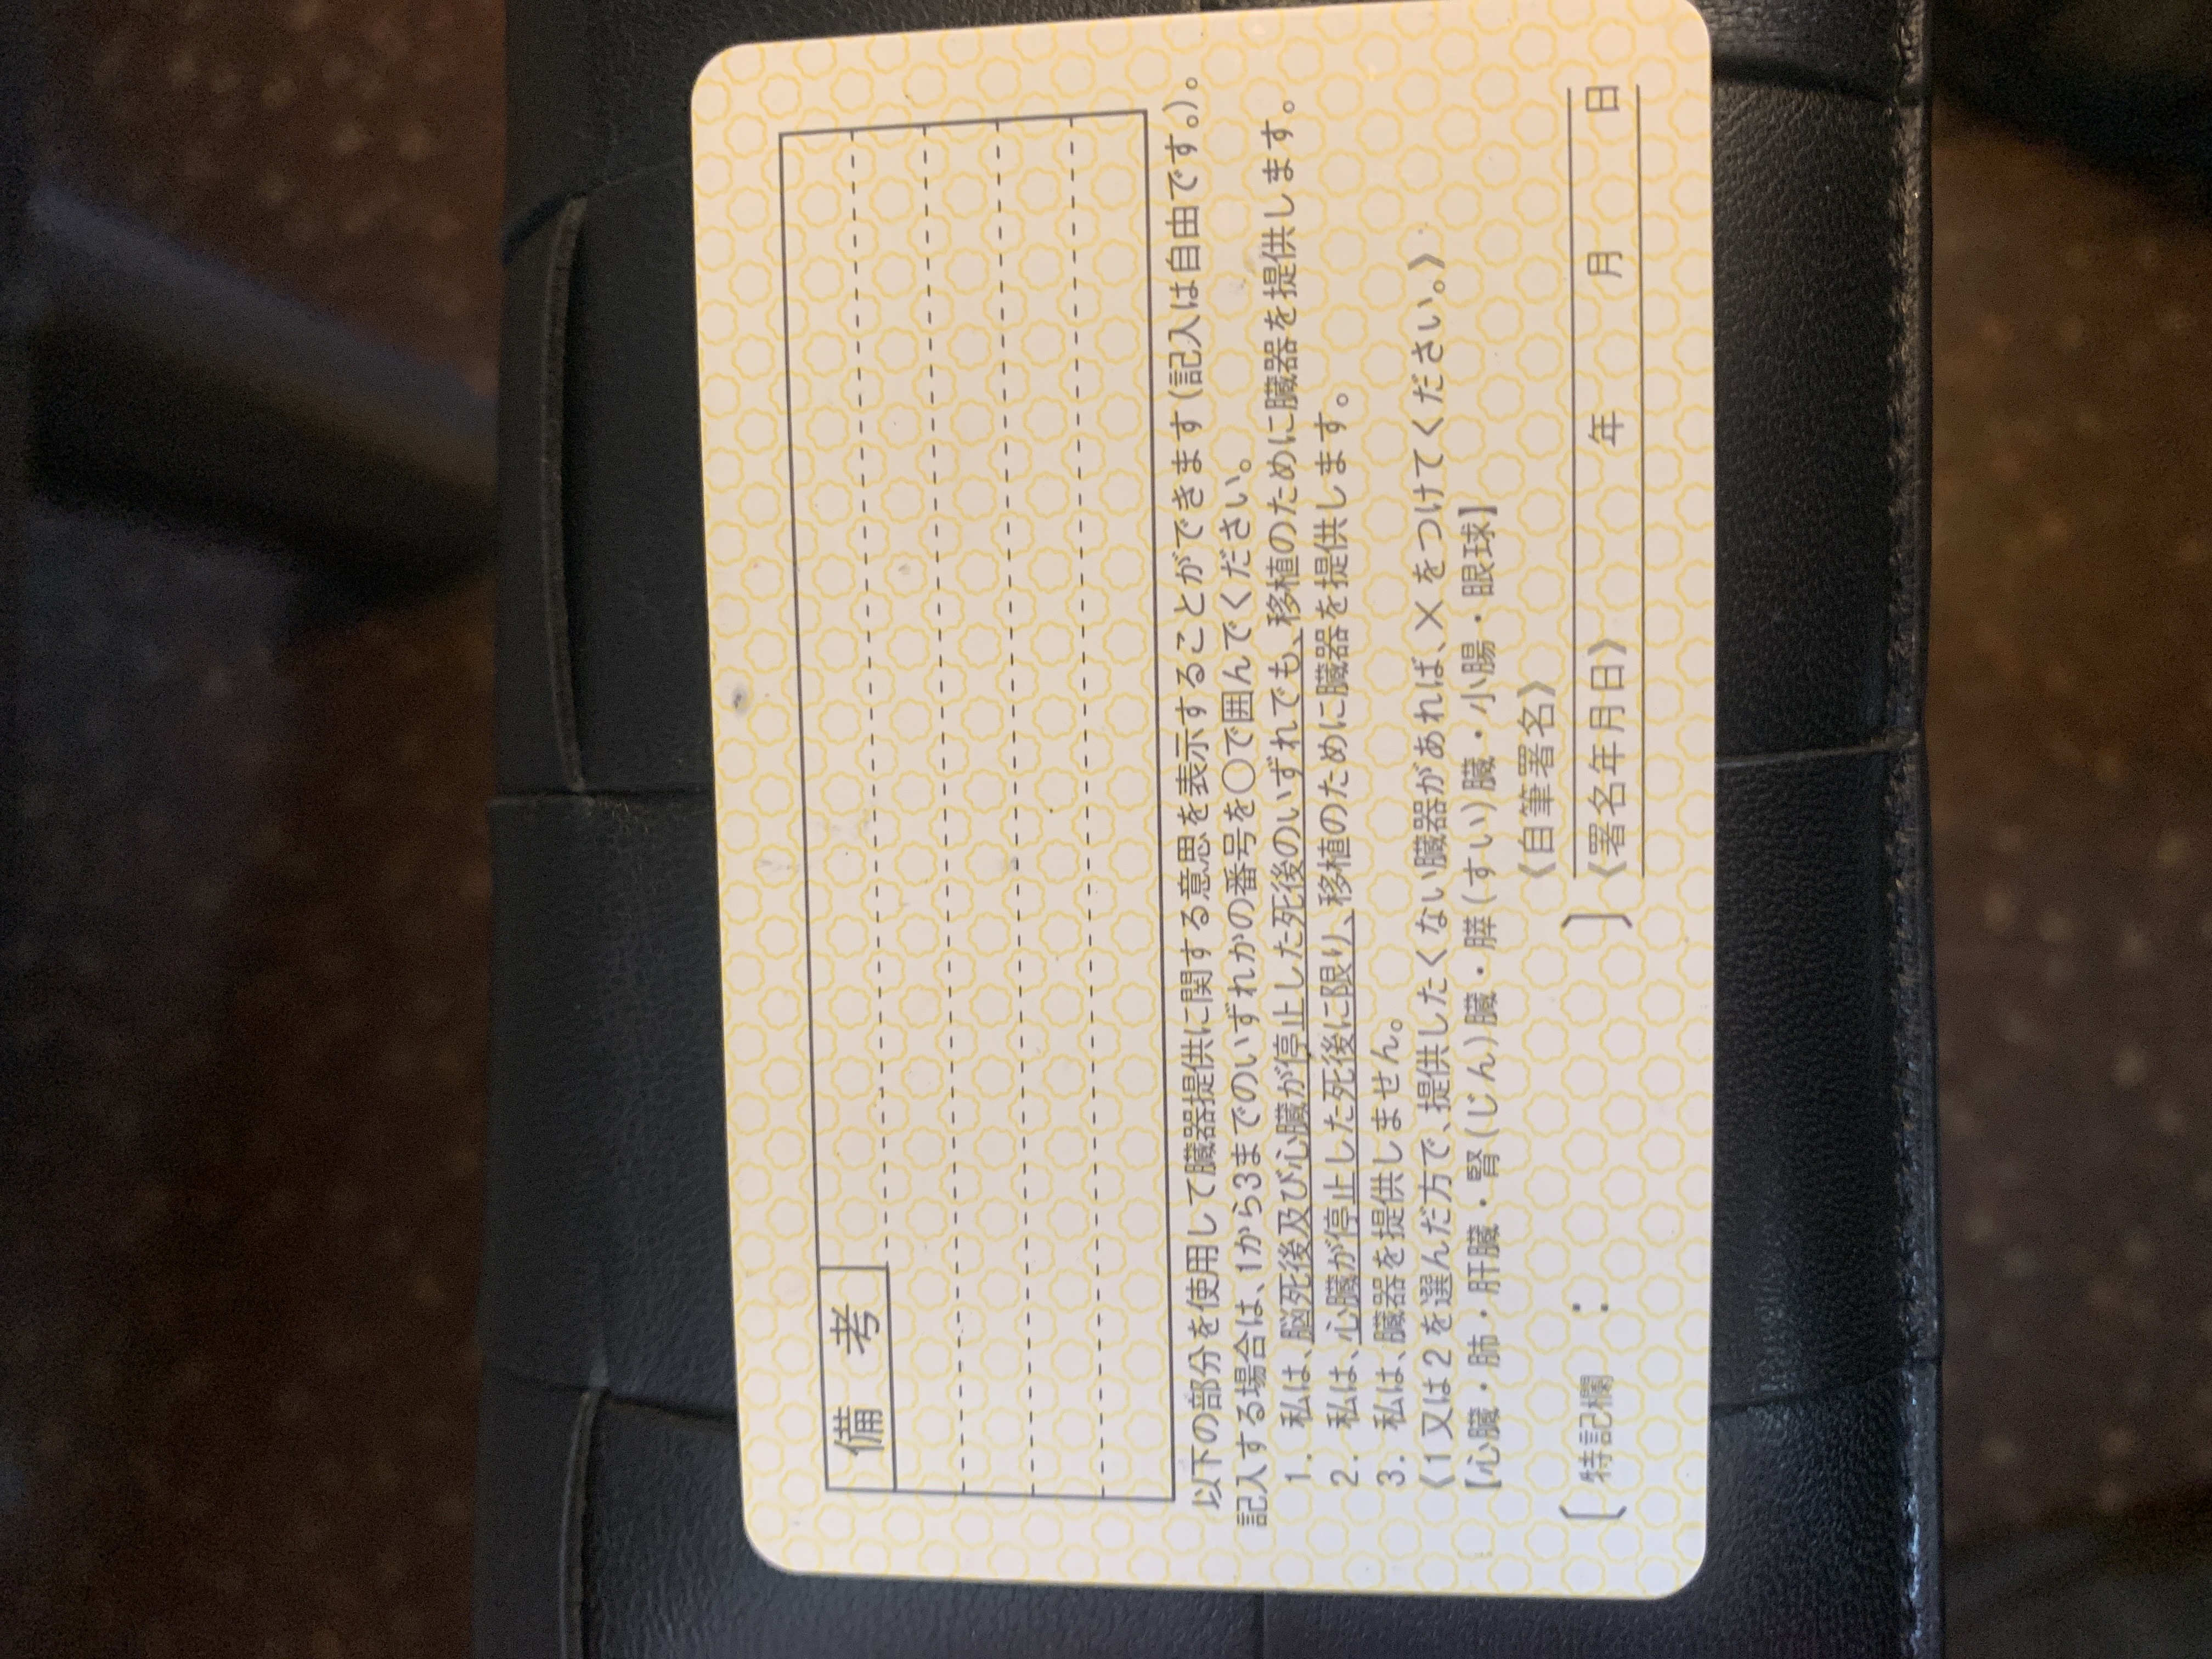 備 考
以下の部分を使用して臓器提供に関する意思を表示することができます(記入は自由です。)。
記入する場合は、1から3までのいずれかの番号を〇で囲んでください。
1. 私は、脳死後及び心臓が停止した死後のいずれでも、移植のために臓器を提供します。
2. 私は、心臓が停止した死後に限り、移植のために臓器を提供します。
3. 私は、臓器を提供しません。
《1又は2を選んだ方で、提供したくない臓器があれば、×をつけてください。》
【心臓・肺・肝臓・腎(じん)臓・膵(すい)臓・小腸・眼球】
《自筆署名》
〔特記欄: 〕《署名年月日》 年 月 日